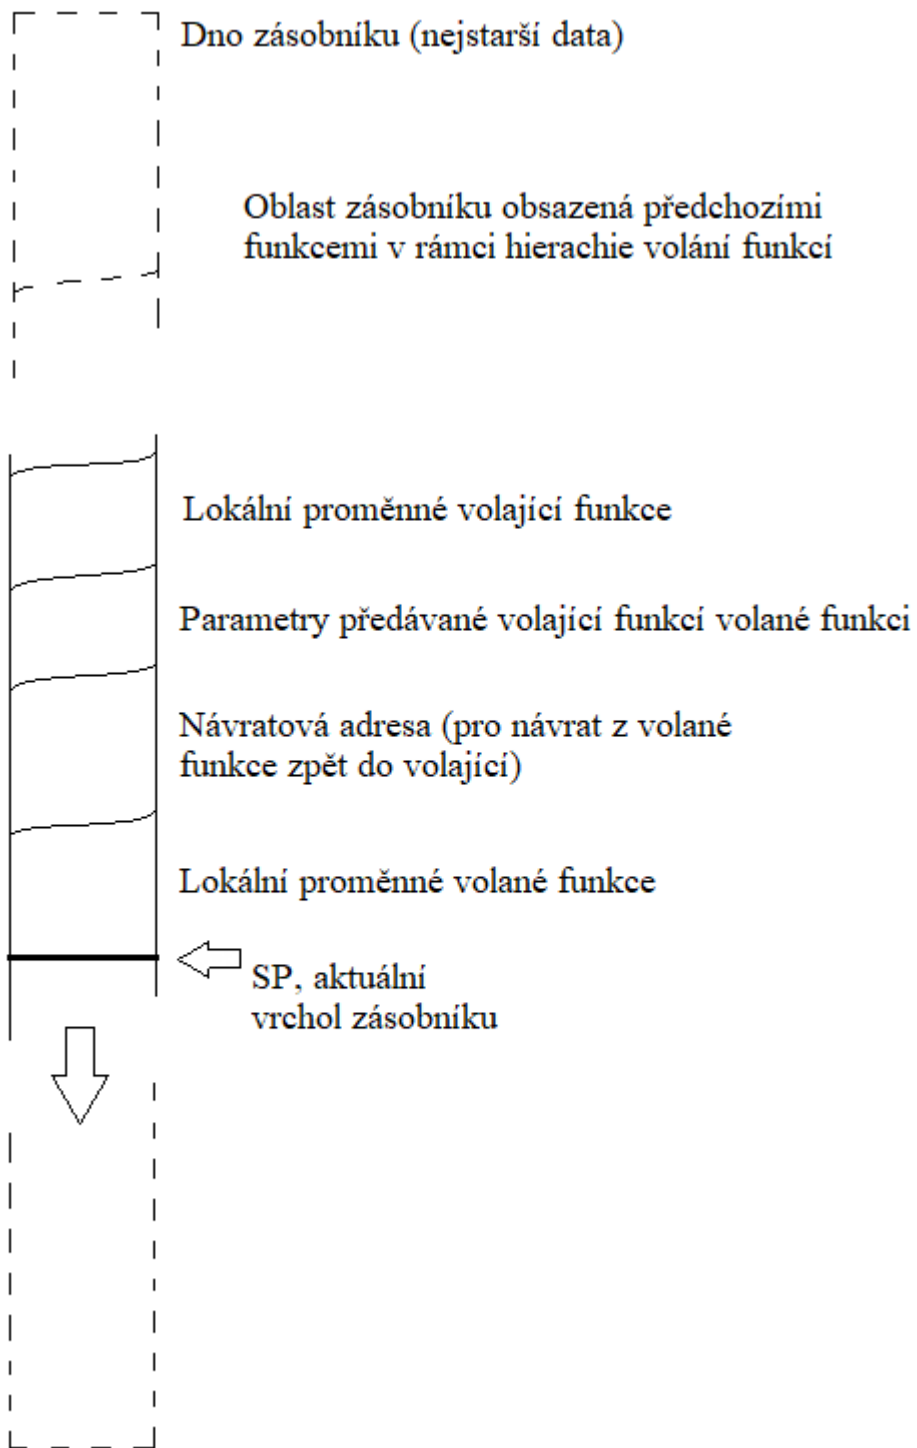 Dno zásobníku (nejstarší data)
Oblast zásobníku obsazená předchozími
funkcemi v rámci hierachie volání funkcí
Lokální proměnné volající funkce
Parametry předávané volající funkcí volané funkci
Návratová adresa (pro návrat z volané
funkce zpět do volající)
Lokální proměnné volané funkce
SP, aktuální
vrchol zásobníku